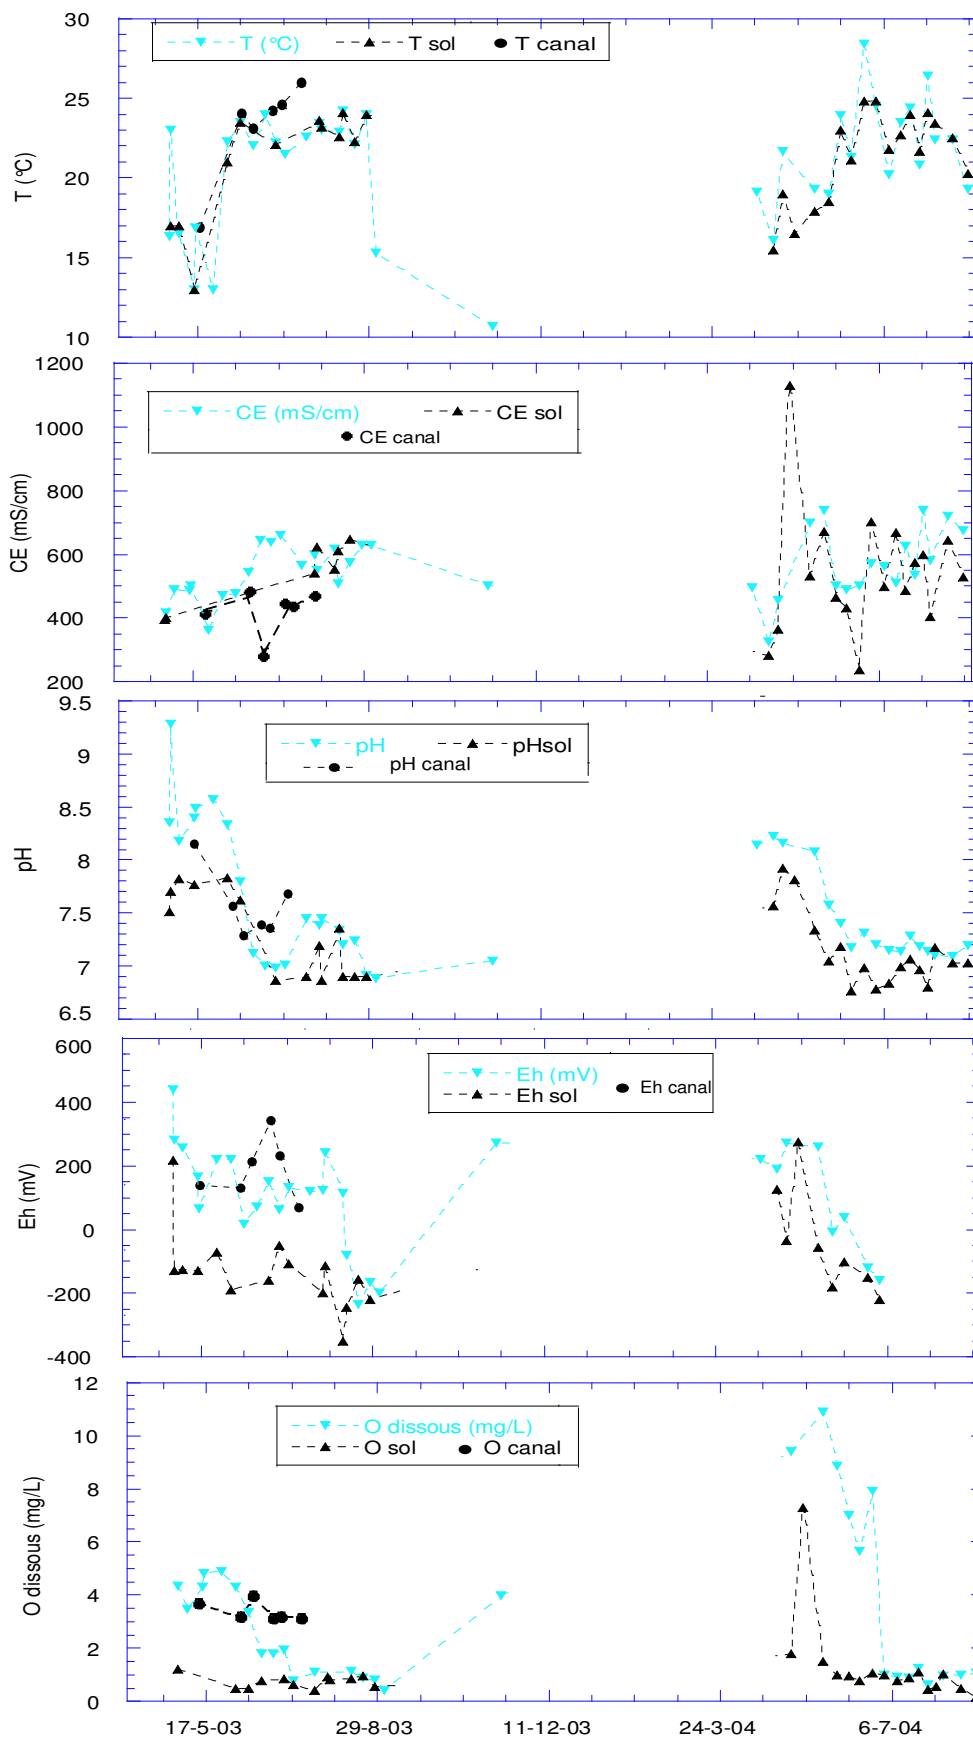 30
T (°C) T sol T canal
25
20
T (°C)
15
10
1200
CE (mS/cm) CE sol
CE canal
1000
800
CE (mS/cm)
600
400
200
9.5
pH pHsol
pH canal
9
8.5
8
pH
7.5
7
6.5
600
Eh (mV)
Eh sol Eh canal
400
200
Eh (mV)
0
-200
-400
12
O dissous (mg/L)
O sol O canal
10
8
6
O dissous (mg/L)
4
2
0
17-5-03 29-8-03 11-12-03 24-3-04 6-7-04